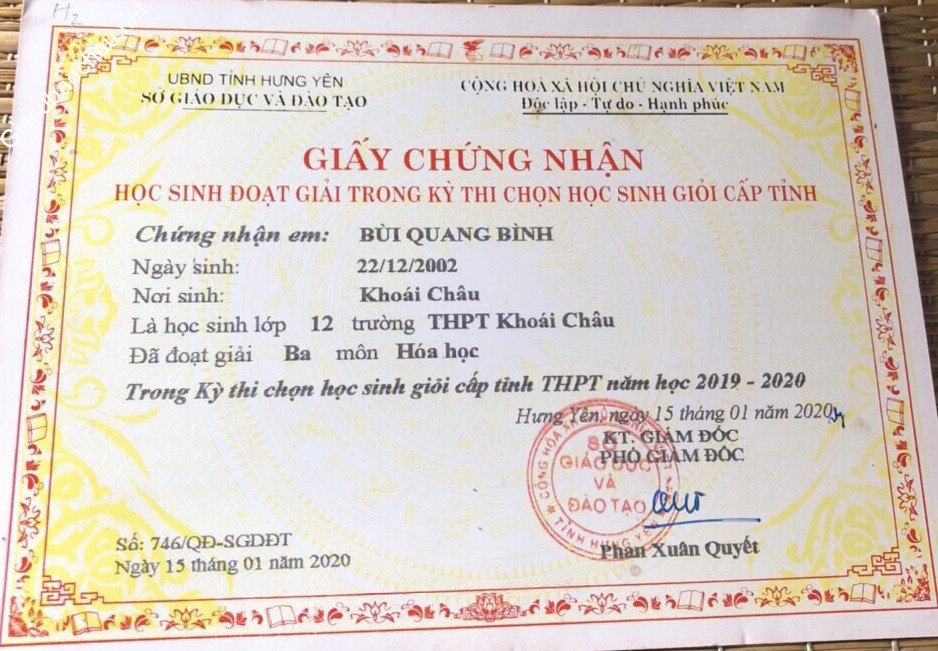 H2
UBND TỈNH HƯNG YÊN
SỞ GIÁO DỤC VÀ ĐÀO TẠO
CỘNG HOÀ XÃ HỘI CHỦ NGHĨA VIỆT NAM
Độc lập - Tự do - Hạnh phúc
GIẤY CHỨNG NHẬN
HỌC SINH ĐOẠT GIẢI TRONG KỲ THI CHỌN HỌC SINH GIỎI CẤP TỈNH
Chứng nhận em: BÙI QUANG BÌNH
Ngày sinh: 22/12/2002
Nơi sinh: Khoái Châu
Là học sinh lớp 12 trường THPT Khoái Châu
Đã đoạt giải Ba môn Hóa học
Trong Kỳ thi chọn học sinh giỏi cấp tỉnh THPT năm học 2019 - 2020
Hưng Yên, ngày 15 tháng 01 năm 2020
KT. GIÁM ĐỐC
PHÓ GIÁM ĐỐC
SỞ
GIÁO DỤC
VÀ
ĐÀO TẠO
TỈNH HƯNG YÊN
Phan Xuân Quyết
Số: 746/QĐ-SGDĐT
Ngày 15 tháng 01 năm 2020